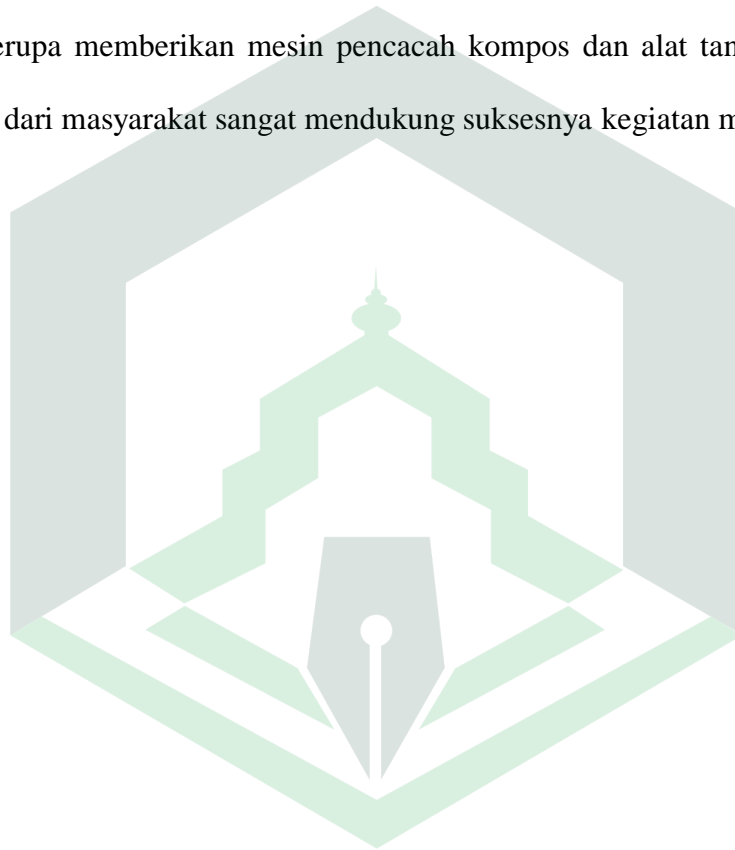 erupa memberikan mesin pencacah kompos dan alat tan
dari masyarakat sangat mendukung suksesnya kegiatan m